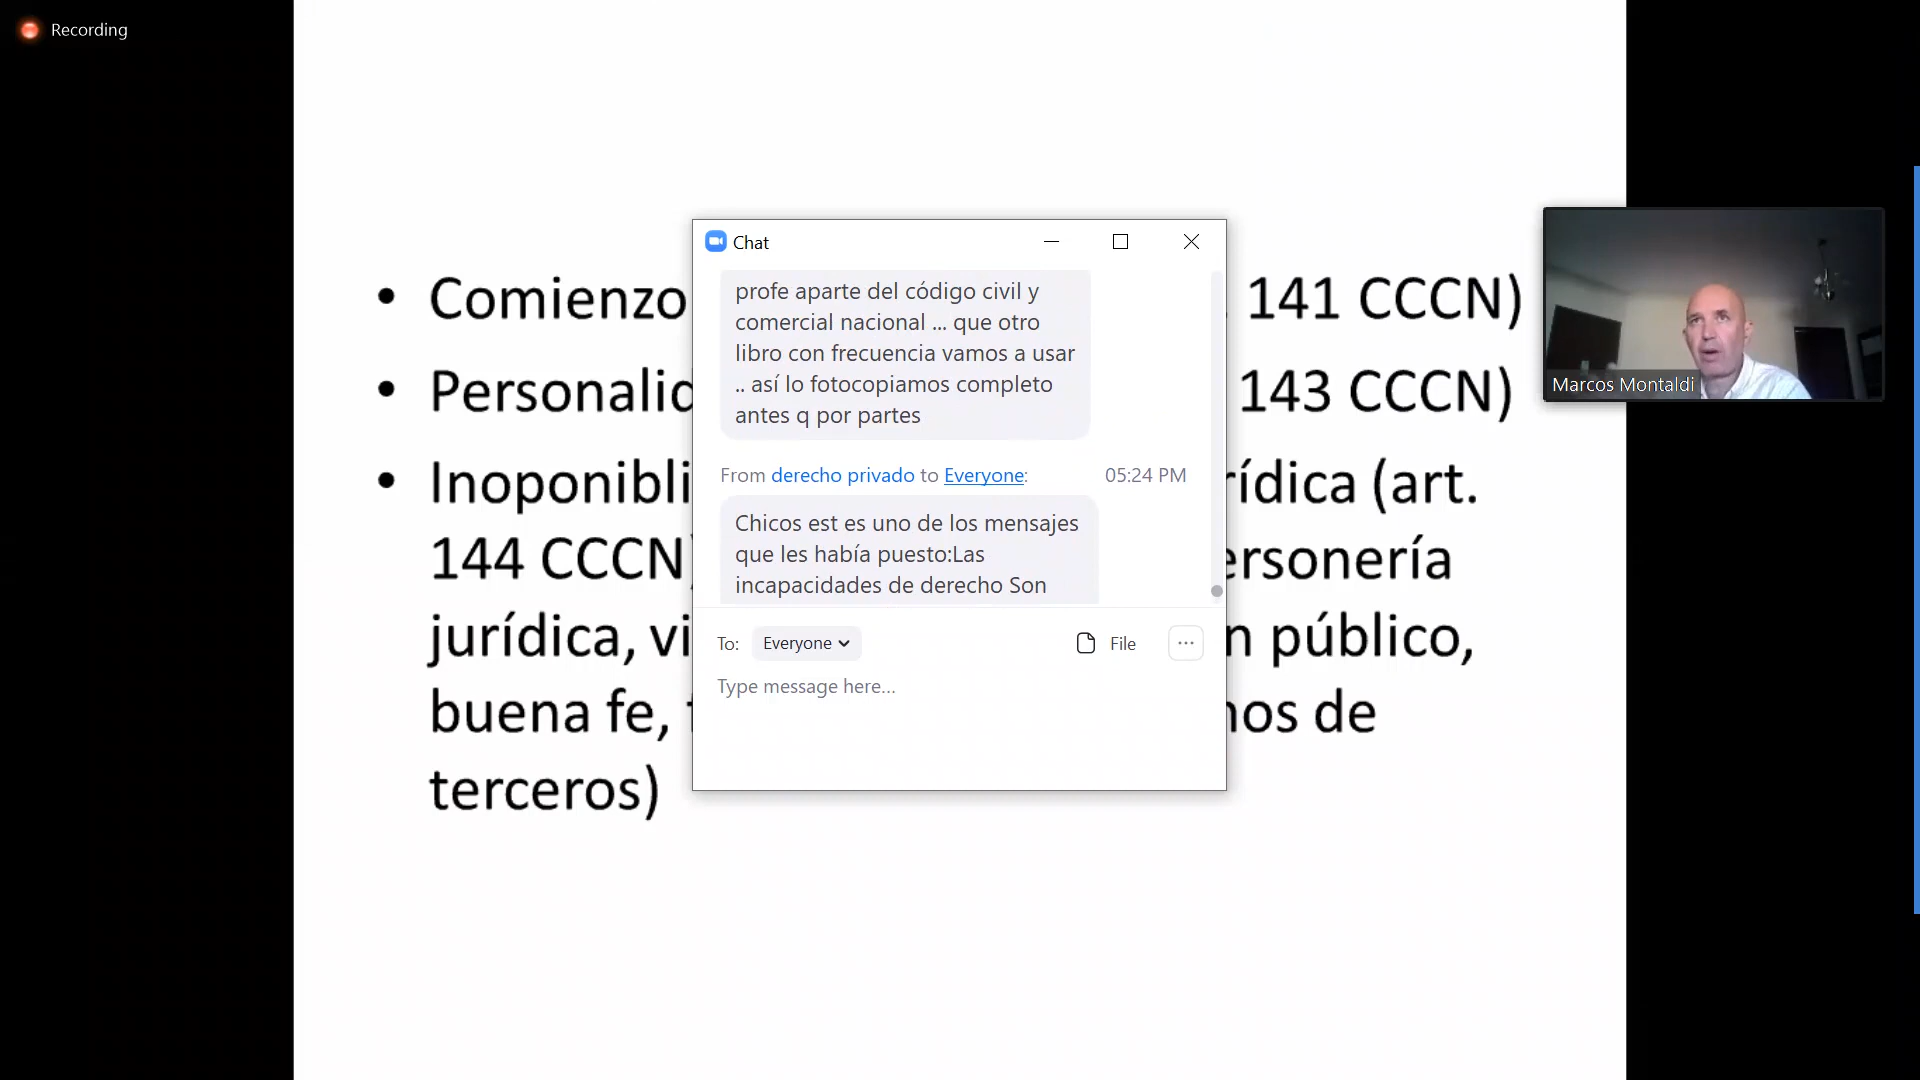 Recording
Comienzo
141 CCCN)
Personalid
143 CCCN)
Inoponibli
rídica (art.
144 CCCN)
ersonería
jurídica, vi
n público,
buena fe,
nos de
terceros)
Chat
profe aparte del código civil y
comercial nacional ... que otro
libro con frecuencia vamos a usar
.. así lo fotocopiamos completo
antes q por partes
From derecho privado to Everyone: 05:24 PM
Chicos est es uno de los mensajes
que les había puesto:Las
incapacidades de derecho Son
To: Everyone File
Type message here...
Marcos Montaldi